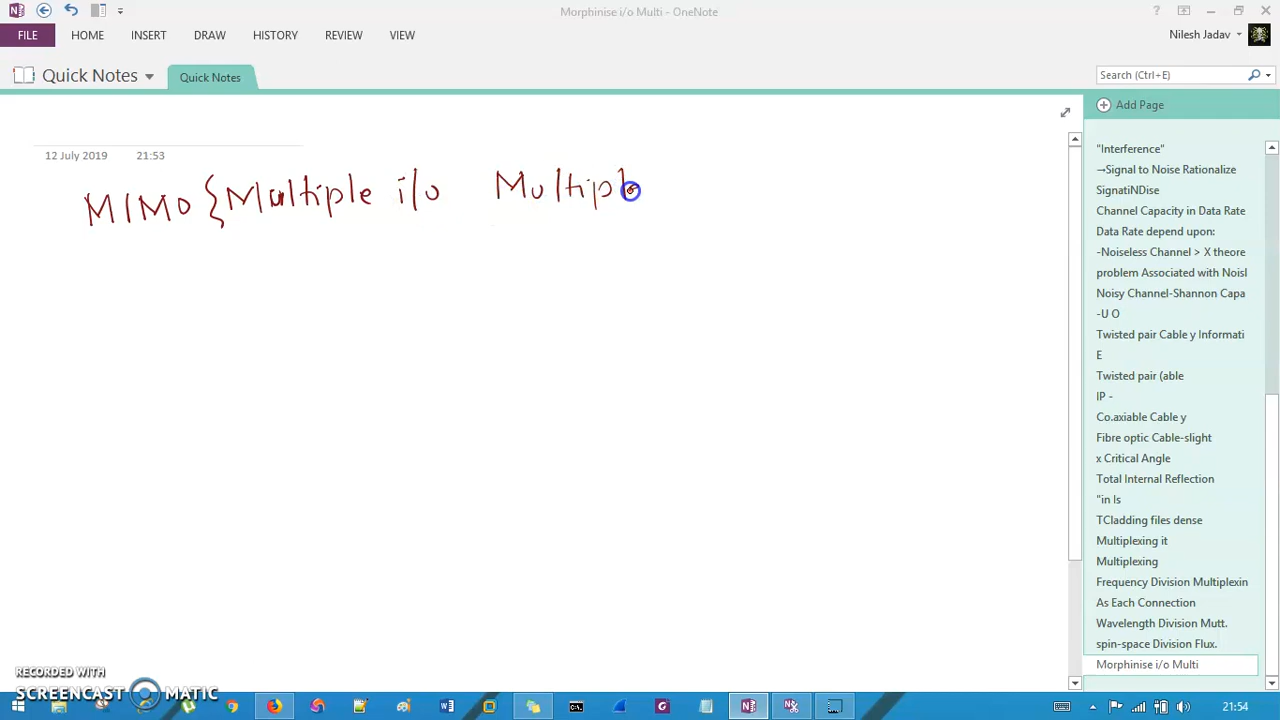 Morphinise i/o Multi - OneNote
FILE HOME INSERT DRAW HISTORY REVIEW VIEW
Nilesh Jadav
Quick Notes Quick Notes
Search (Ctrl+E)
Add Page
12 July 2019 21:53
MIMO {Multiple i/o Multiple
"Interference"
→Signal to Noise Rationalize
SignatiNDise
Channel Capacity in Data Rate
Data Rate depend upon:
-Noiseless Channel > X theore
problem Associated with Noisl
Noisy Channel-Shannon Capa
-U O
Twisted pair Cable y Informati
E
Twisted pair (able
IP -
Co.axiable Cable y
Fibre optic Cable-slight
x Critical Angle
Total Internal Reflection
"in ls
TCladding files dense
Multiplexing it
Multiplexing
Frequency Division Multiplexin
As Each Connection
Wavelength Division Mutt.
spin-space Division Flux.
Morphinise i/o Multi
RECORDED WITH
SCREENCAST MATIC
21:54